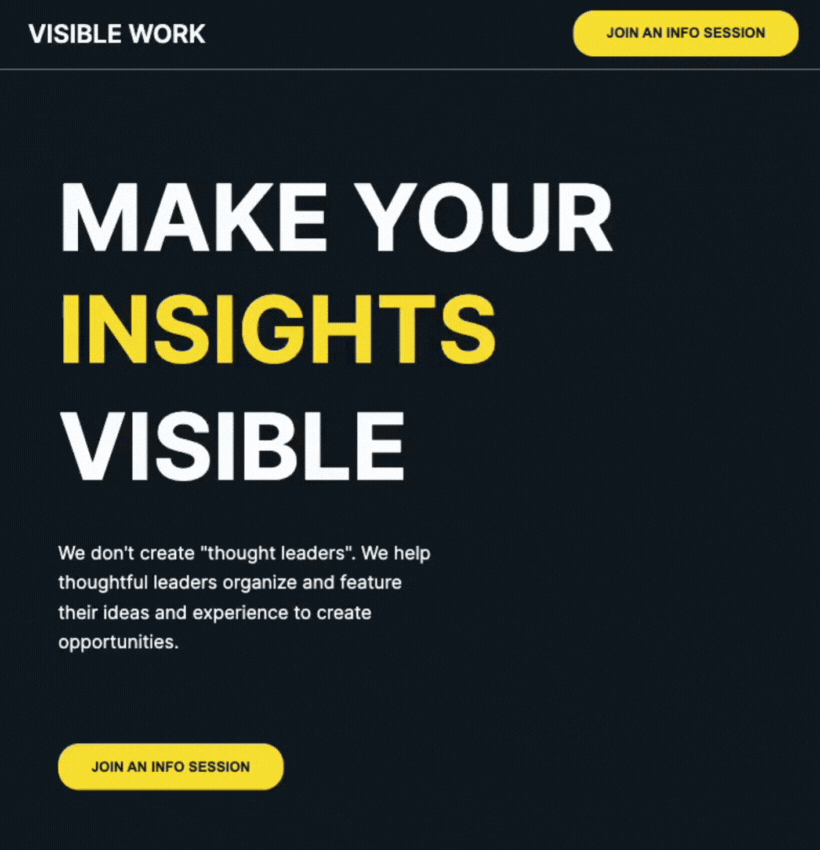 VISIBLE WORK
JOIN AN INFO SESSION
MAKE YOUR
INSIGHTS
VISIBLE
We don't create "thought leaders". We help
thoughtful leaders organize and feature
their ideas and experience to create
opportunities.
JOIN AN INFO SESSION